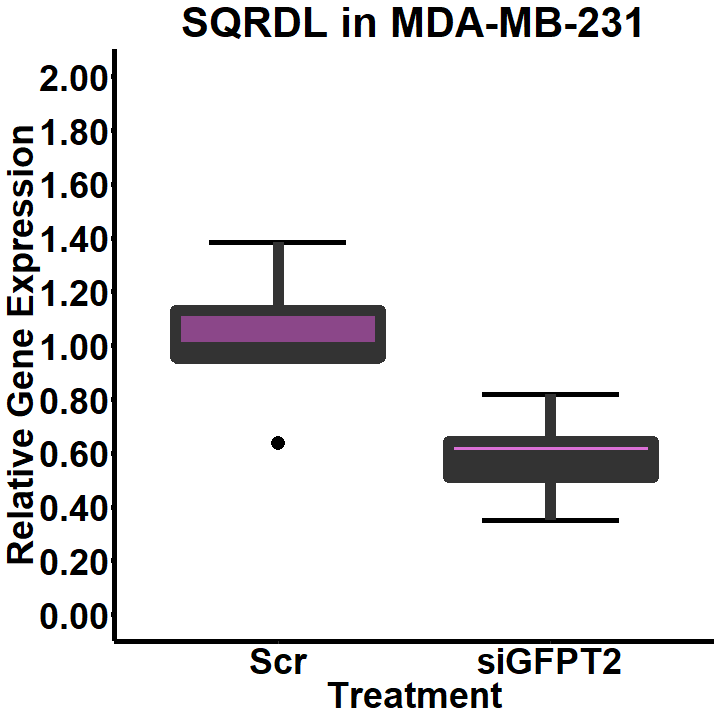 SQRDL in MDA-MB-231
Relative Gene Expression
2.00
1.80
1.60
1.40
1.20
1.00
0.80
0.60
0.40
0.20
0.00
Scr siGFPT2
Treatment